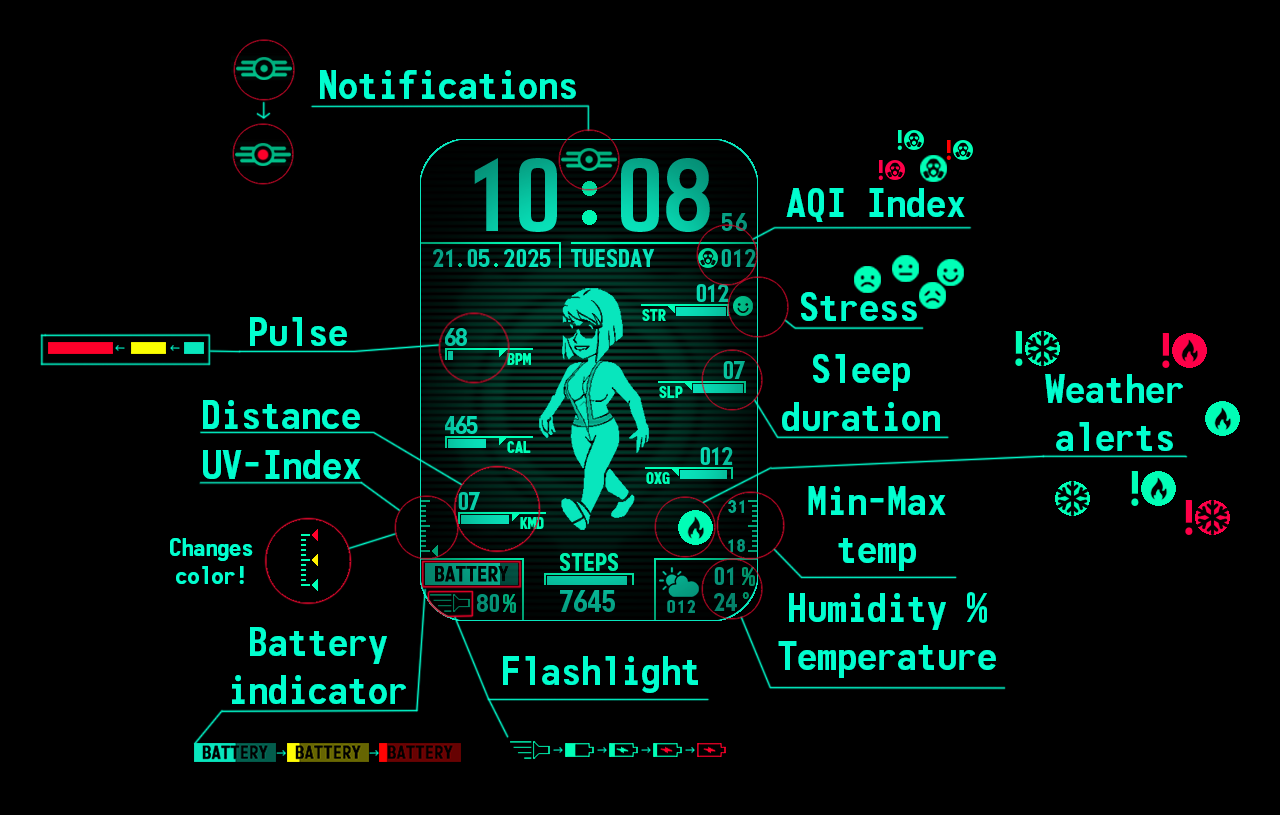 Notifications
10:08
56
AQI Index
21.05.2025
TUESDAY
012
012
STR
Stress
Pulse
68
BPM
07
SLP
Sleep
duration
Weather
alerts
Distance
UV-Index
465
CAL
012
OXG
07
KMD
31
18
Min-Max
temp
Changes
color!
BATTERY
80%
STEPS
7645
012
01 %
24 °
Humidity %
Temperature
Battery
indicator
Flashlight
BATTERY
BATTERY
BATTERY